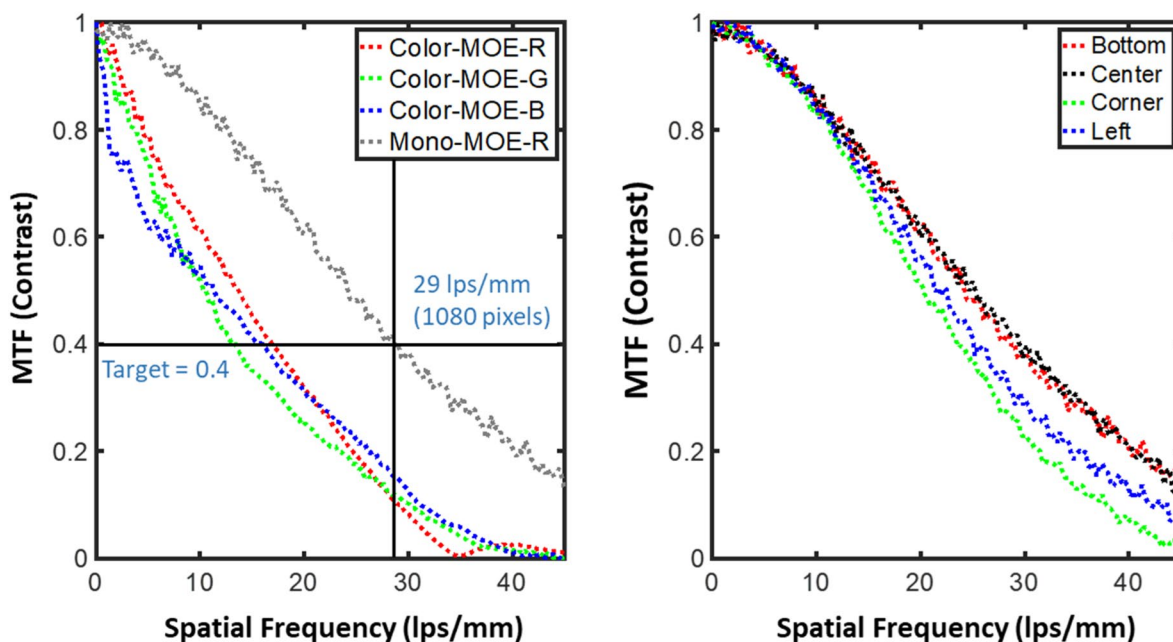 MTF (Contrast)
1
0.8
0.6
0.4
0.2
0
Color-MOE-R
Color-MOE-G
Color-MOE-B
Mono-MOE-R
29 lps/mm
(1080 pixels)
Target = 0.4
0 10 20 30 40
Spatial Frequency (lps/mm)
MTF (Contrast)
1
0.8
0.6
0.4
0.2
0
Bottom
Center
Corner
Left
0 10 20 30 40
Spatial Frequency (lps/mm)